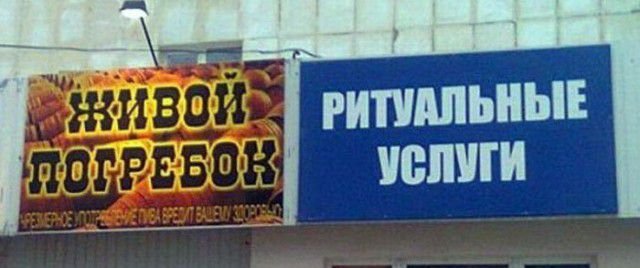 ЖИВОЙ
ПОГРЕБОК
ЧРЕЗМЕРНОЕ УПОТРЕБЛЕНИЕ ПИВА ВРЕДИТ ВАШЕМУ ЗДОРОВЬЮ
РИТУАЛЬНЫЕ
УСЛУГИ